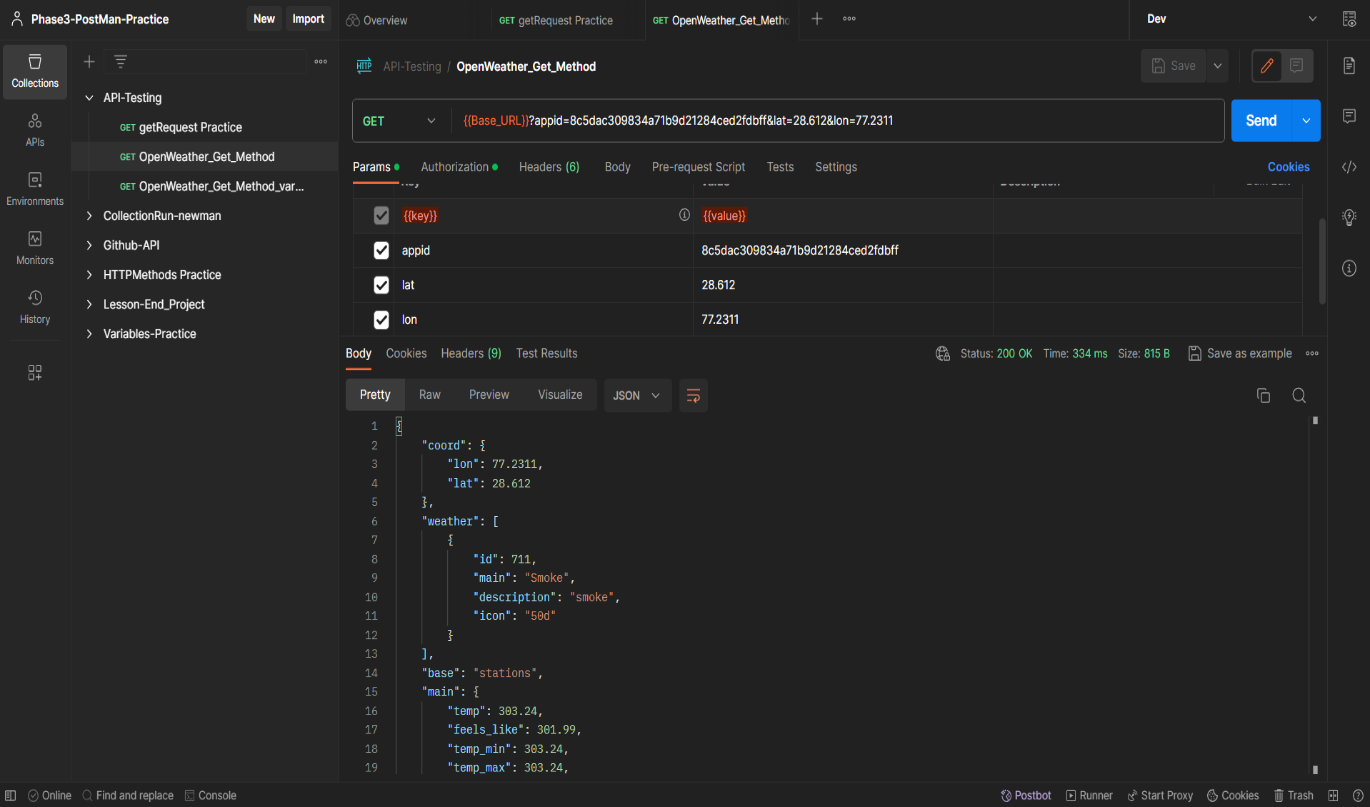 Phase3-PostMan-Practice
New
Import
Overview
GET getRequest Practice
GET OpenWeather_Get_Metho
Dev
Collections
APIs
Environments
Monitors
History
API-Testing
GET getRequest Practice
GET OpenWeather_Get_Method
GET OpenWeather_Get_Method_var...
CollectionRun-newman
Github-API
HTTPMethods Practice
Lesson-End_Project
Variables-Practice
HTTP API-Testing / OpenWeather_Get_Method
Save
GET {{Base_URL}}?appid=8c5dac309834a71b9d21284ced2fdbff&lat=28.612&lon=77.2311
Send
Params Authorization Headers (6) Body Pre-request Script Tests Settings
Cookies
{{key}} {{value}}
appid 8c5dac309834a71b9d21284ced2fdbff
lat 28.612
lon 77.2311
Body Cookies Headers (9) Test Results
Status: 200 OK Time: 334 ms Size: 815 B
Save as example
Pretty Raw Preview Visualize JSON
1 {
2 "coord": {
3 "lon": 77.2311,
4 "lat": 28.612
5 },
6 "weather": [
7 {
8 "id": 711,
9 "main": "Smoke",
10 "description": "smoke",
11 "icon": "50d"
12 }
13 ],
14 "base": "stations",
15 "main": {
16 "temp": 303.24,
17 "feels_like": 301.99,
18 "temp_min": 303.24,
19 "temp_max": 303.24,
Online Find and replace Console
Postbot Runner Start Proxy Cookies Trash